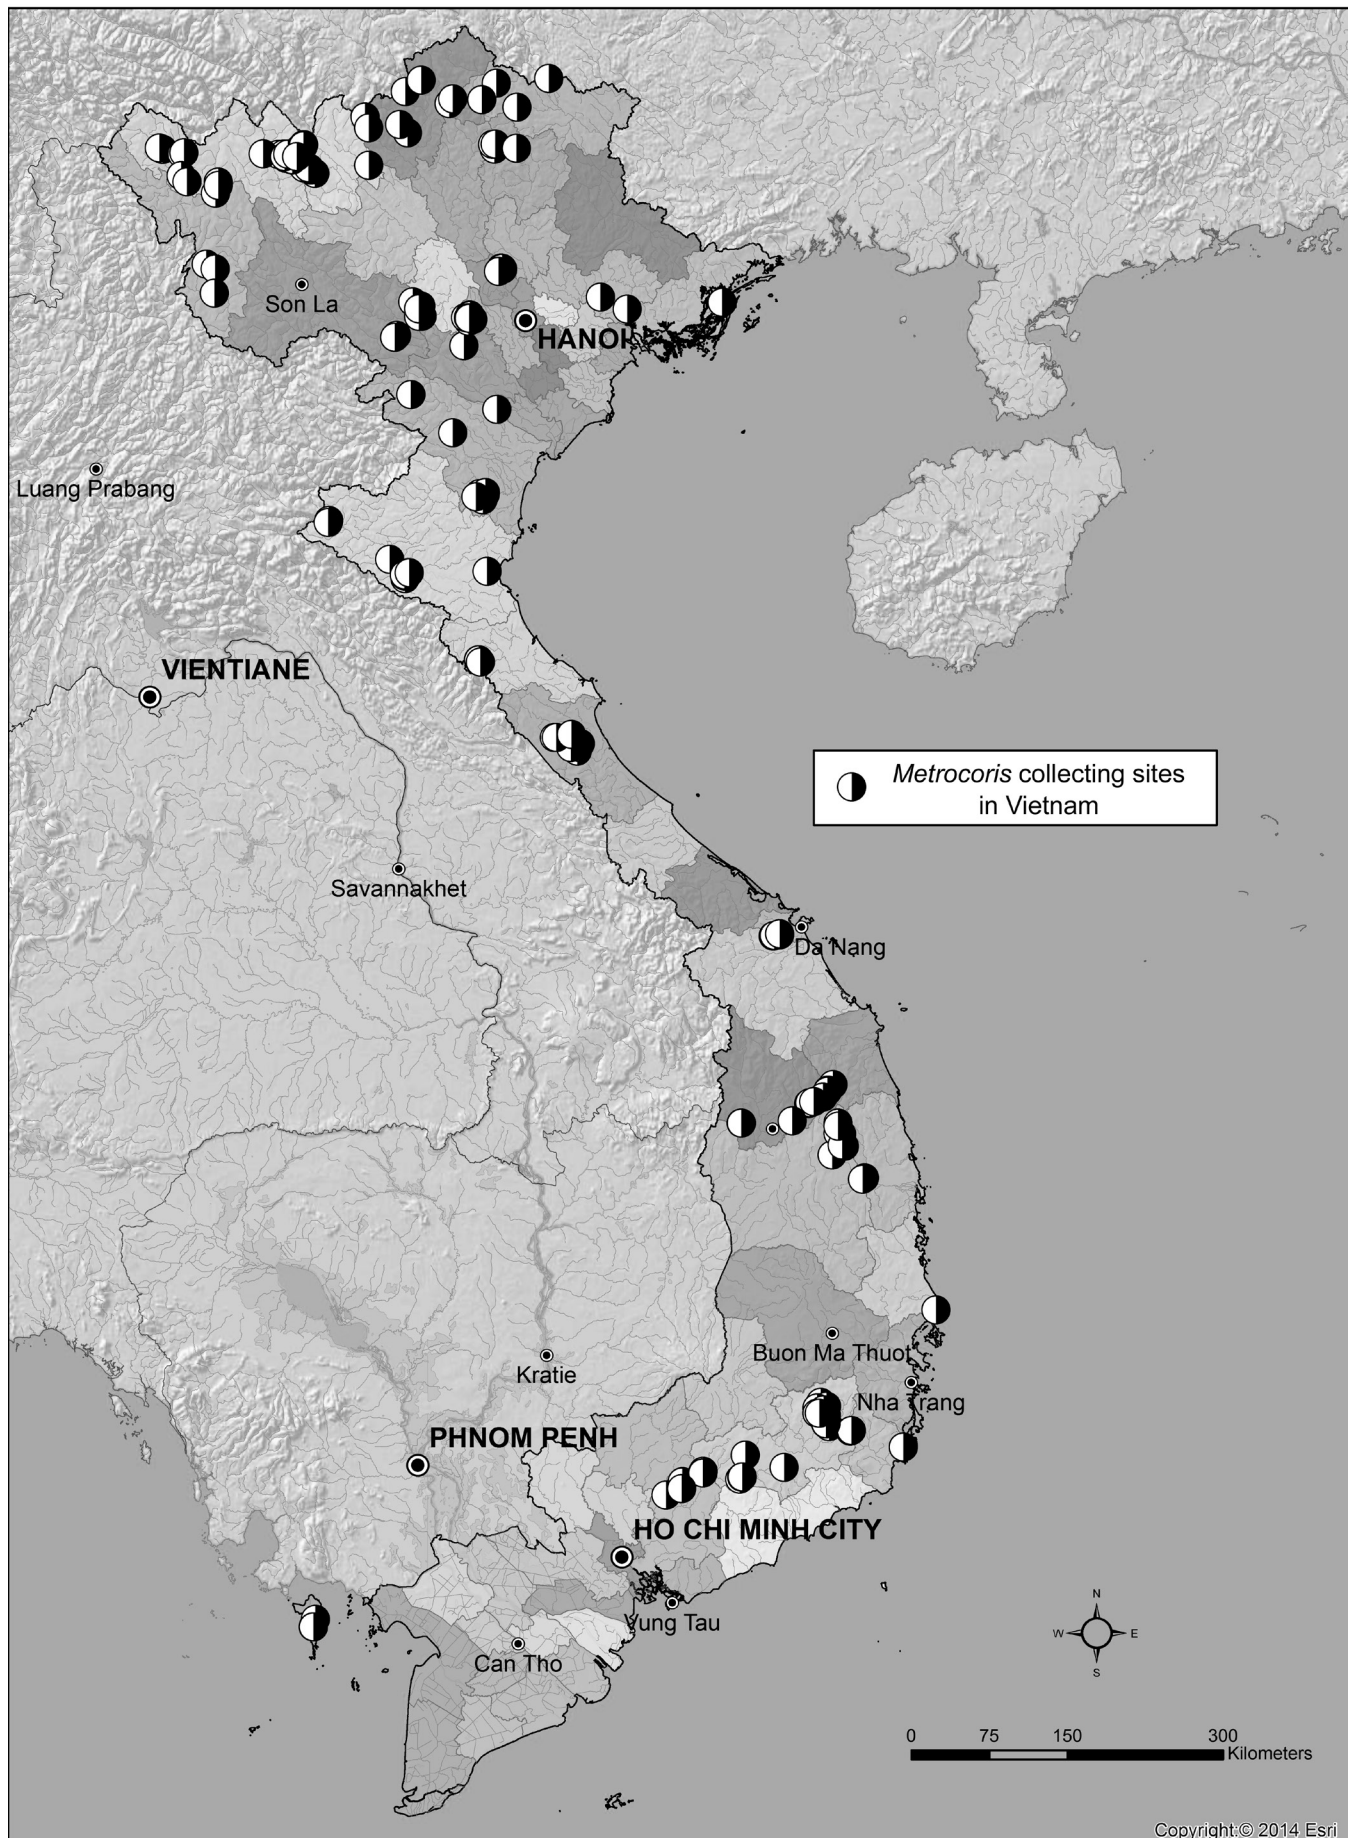 Son La
HANOI
Luang Prabang
VIENTIANE
Metrocoris collecting sites
in Vietnam
Savannakhet
Da Nang
Buon Ma Thuot
Kratie
Nha Trang
PHNOM PENH
HO CHI MINH CITY
N
W E
S
Vung Tau
Can Tho
0 75 150 300
Kilometers
Copyright:© 2014 Esri